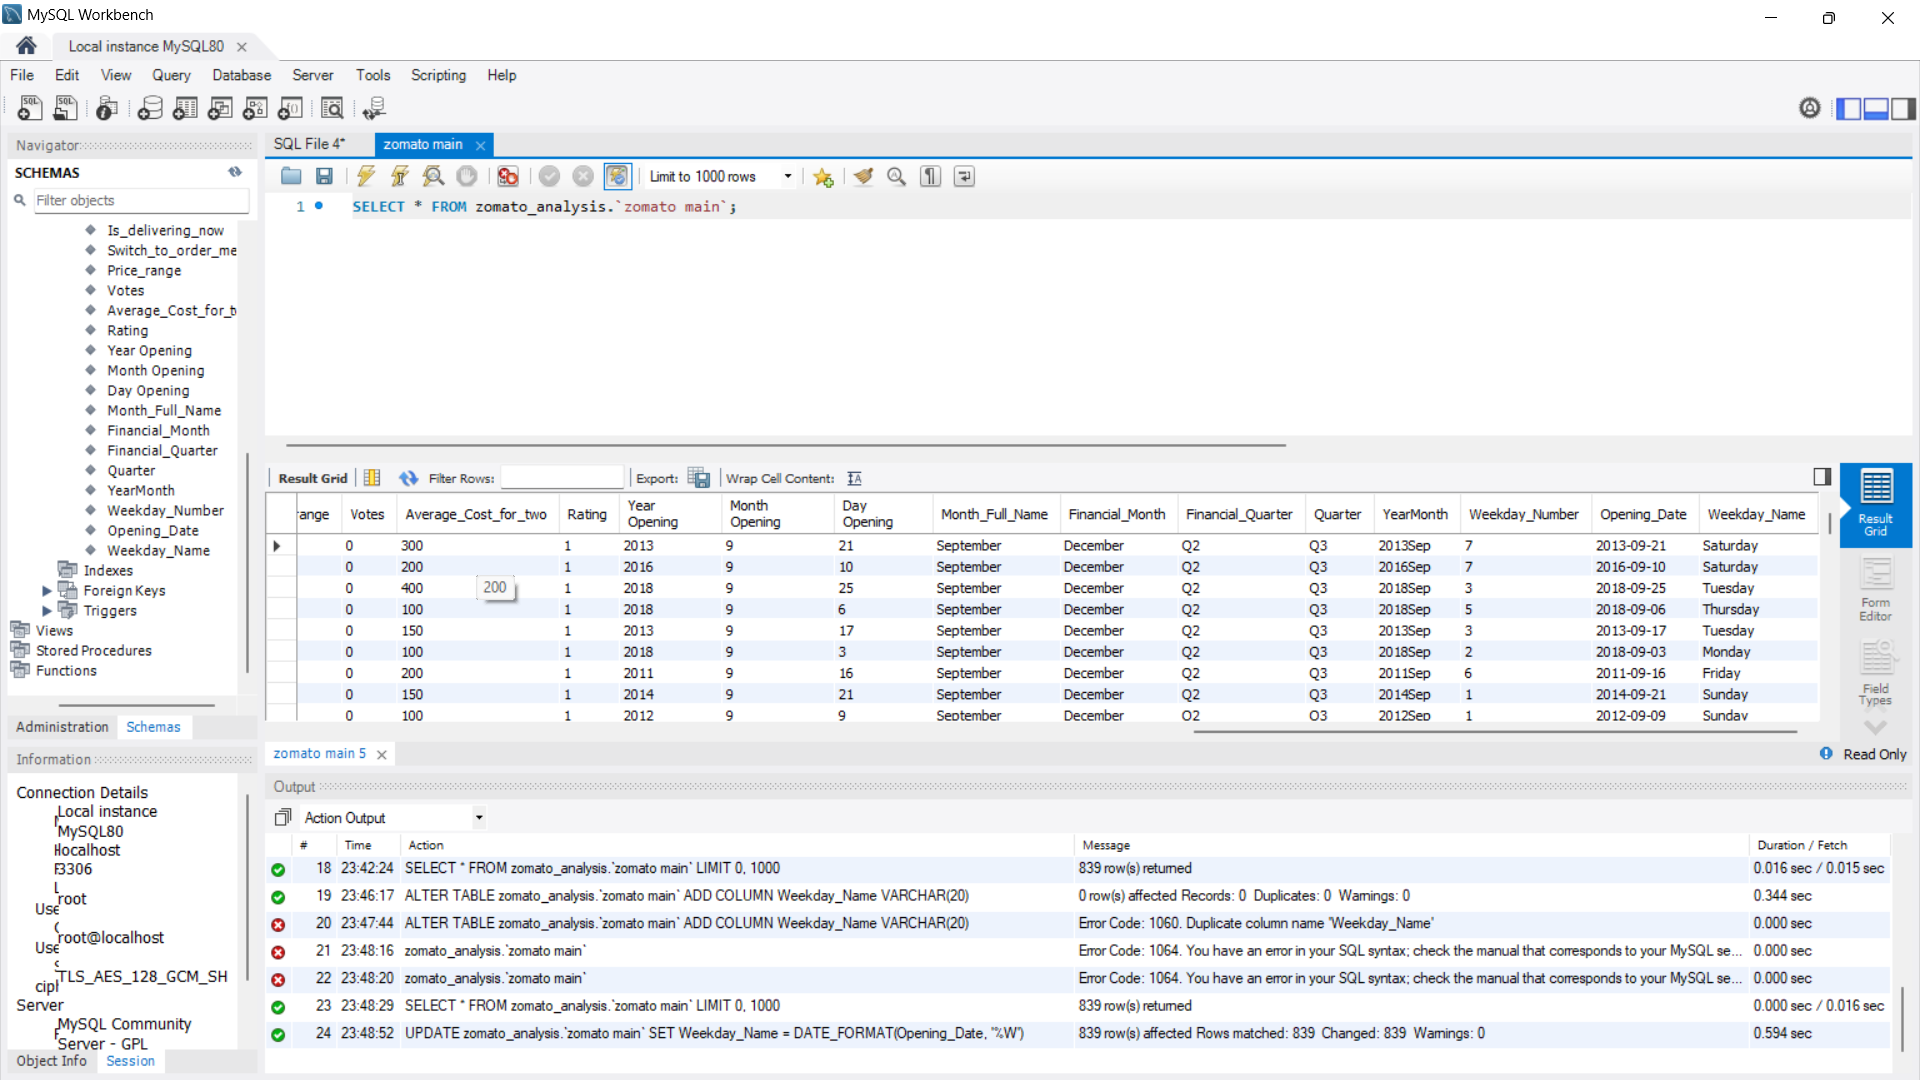 MySQL Workbench
Local instance MySQL80
File Edit View Query Database Server Tools Scripting Help
Navigator
SCHEMAS
Filter objects
Is_delivering_now
Switch_to_order_me
Price_range
Votes
Average_Cost_for_t
Rating
Year Opening
Month Opening
Day Opening
Month_Full_Name
Financial_Month
Financial_Quarter
Quarter
YearMonth
Weekday_Number
Opening_Date
Weekday_Name
Indexes
Foreign Keys
Triggers
Views
Stored Procedures
Functions
Administration Schemas
Information
Connection Details
Local instance
MySQL80
localhost
3306
root
Use
root@localhost
Use
TLS_AES_128_GCM_SH
ciph
Server
MySQL Community
Server - GPL
Object Info Session
SQL File 4* zomato main
Limit to 1000 rows
1 SELECT * FROM zomato_analysis.`zomato main`;
Result Grid Filter Rows: Export: Wrap Cell Content:
range Votes Average_Cost_for_two Rating Year Opening Month Opening Day Opening Month_Full_Name Financial_Month Financial_Quarter Quarter YearMonth Weekday_Number Opening_Date Weekday_Name
0 300 1 2013 9 21 September December Q2 Q3 2013Sep 7 2013-09-21 Saturday
0 200 1 2016 9 10 September December Q2 Q3 2016Sep 7 2016-09-10 Saturday
0 400 1 2018 9 25 September December Q2 Q3 2018Sep 3 2018-09-25 Tuesday
200
0 100 1 2018 9 6 September December Q2 Q3 2018Sep 5 2018-09-06 Thursday
0 150 1 2013 9 17 September December Q2 Q3 2013Sep 3 2013-09-17 Tuesday
0 100 1 2018 9 3 September December Q2 Q3 2018Sep 2 2018-09-03 Monday
0 200 1 2011 9 16 September December Q2 Q3 2011Sep 6 2011-09-16 Friday
0 150 1 2014 9 21 September December Q2 Q3 2014Sep 1 2014-09-21 Sunday
0 100 1 2012 9 9 September December Q2 Q3 2012Sep 1 2012-09-09 Sunday
Result Grid
Form Editor
Field Types
zomato main 5
Read Only
Output
Action Output
# Time Action Message Duration / Fetch
18 23:42:24 SELECT * FROM zomato_analysis.`zomato main` LIMIT 0, 1000 839 row(s) returned 0.016 sec / 0.015 sec
19 23:46:17 ALTER TABLE zomato_analysis.`zomato main` ADD COLUMN Weekday_Name VARCHAR(20) 0 row(s) affected Records: 0 Duplicates: 0 Warnings: 0 0.344 sec
20 23:47:44 ALTER TABLE zomato_analysis.`zomato main` ADD COLUMN Weekday_Name VARCHAR(20) Error Code: 1060. Duplicate column name 'Weekday_Name' 0.000 sec
21 23:48:16 zomato_analysis.`zomato main` Error Code: 1064. You have an error in your SQL syntax; check the manual that corresponds to your MySQL se... 0.000 sec
22 23:48:20 zomato_analysis.`zomato main` Error Code: 1064. You have an error in your SQL syntax; check the manual that corresponds to your MySQL se... 0.000 sec
23 23:48:29 SELECT * FROM zomato_analysis.`zomato main` LIMIT 0, 1000 839 row(s) returned 0.000 sec / 0.016 sec
24 23:48:52 UPDATE zomato_analysis.`zomato main` SET Weekday_Name = DATE_FORMAT(Opening_Date, '%W') 839 row(s) affected Rows matched: 839 Changed: 839 Warnings: 0 0.594 sec